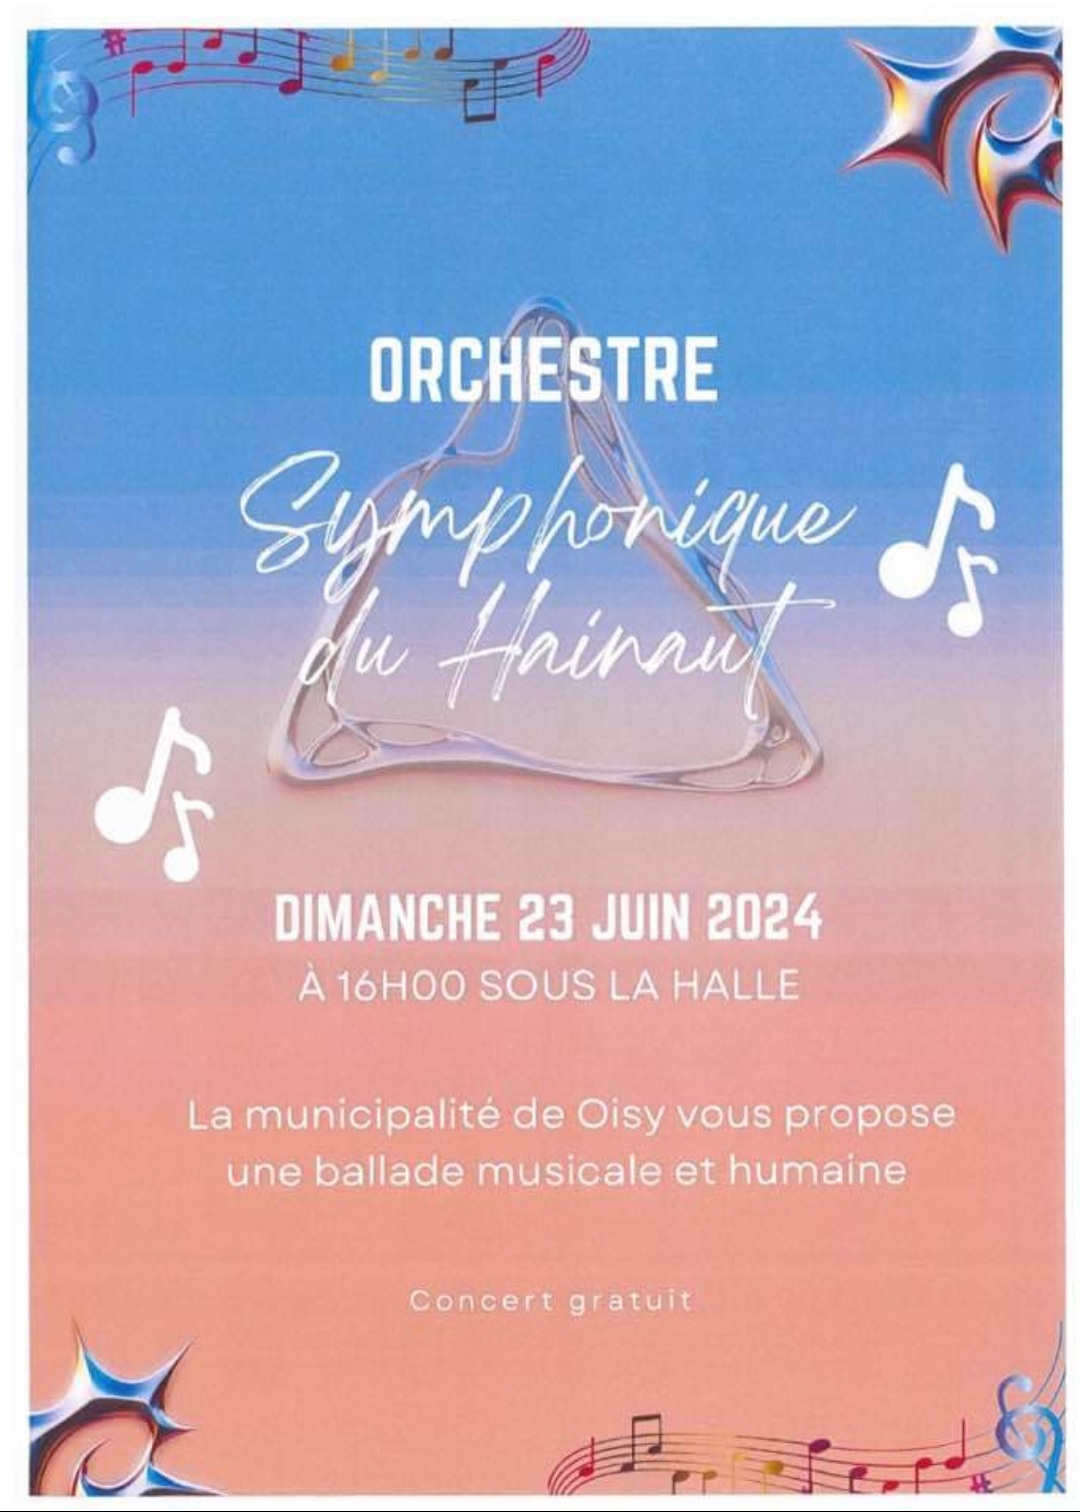 ORCHESTRE
Symphonique
du Hainaut
DIMANCHE 23 JUIN 2024
À 16H00 SOUS LA HALLE
La municipalité de Oisy vous propose
une ballade musicale et humaine
Concert gratuit